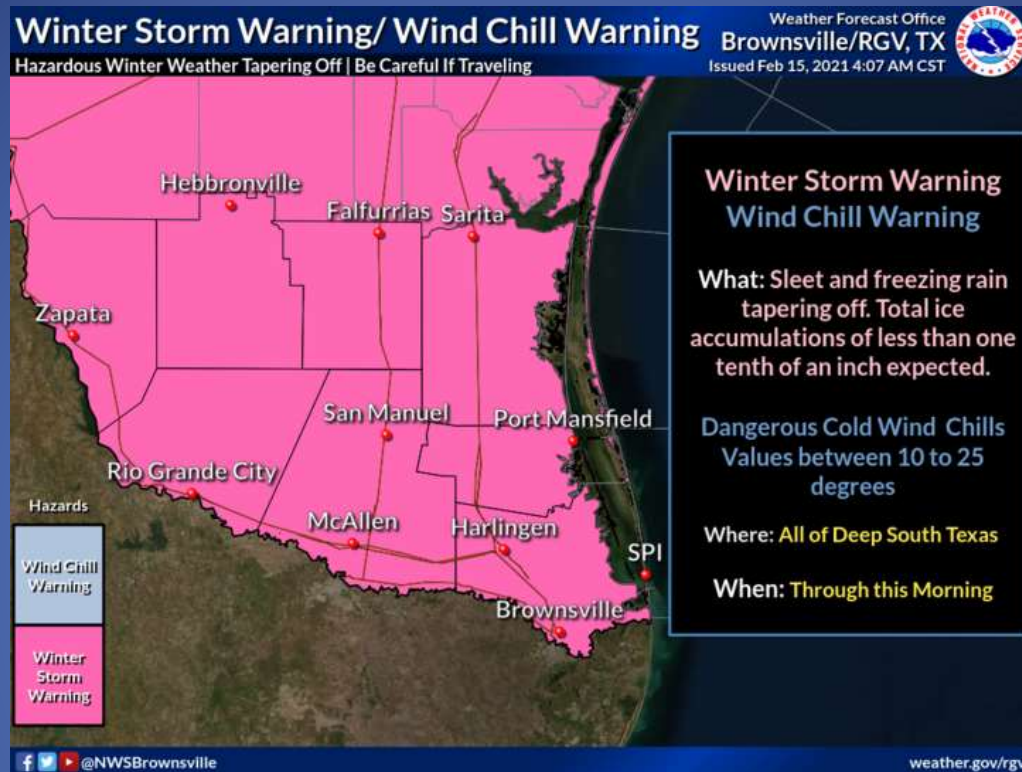 Winter Storm Warning/ Wind Chill Warning
Hazardous Winter Weather Tapering Off | Be Careful If Traveling
Weather Forecast Office
Brownsville/RGV, TX
Issued Feb 15, 2021 4:07 AM CST
NATIONAL WEATHER SERVICE
Hebbronville
Falfurrias
Sarita
Zapata
San Manuel
Port Mansfield
Rio Grande City
McAllen
Harlingen
SPI
Brownsville
Hazards
Wind Chill
Warning
Winter
Storm
Warning
Winter Storm Warning
Wind Chill Warning
What: Sleet and freezing rain
tapering off. Total ice
accumulations of less than one
tenth of an inch expected.
Dangerous Cold Wind Chills
Values between 10 to 25
degrees
Where: All of Deep South Texas
When: Through this Morning
@NWSBrownsville
weather.gov/rgv